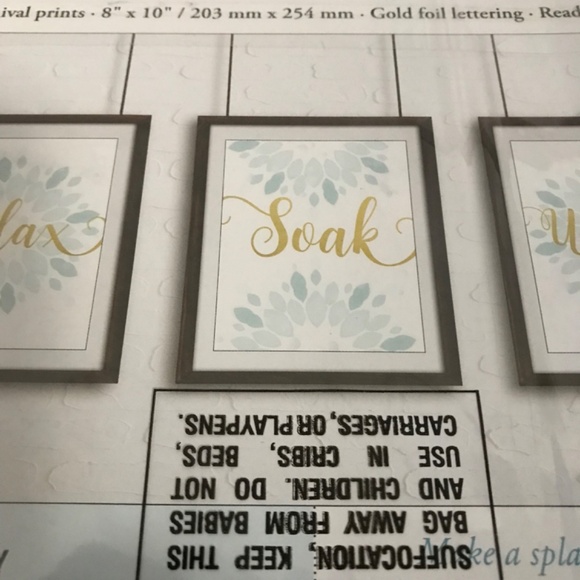 ival prints · 8" x 10" / 203 mm x 254 mm · Gold foil lettering · Read
lax
Soak
W
SUFFOCATION, KEEP THIS
BAG AWAY FROM BABIES
AND CHILDREN. DO NOT
USE IN CRIBS, BEDS,
CARRIAGES, OR PLAYPENS.
Make a spla